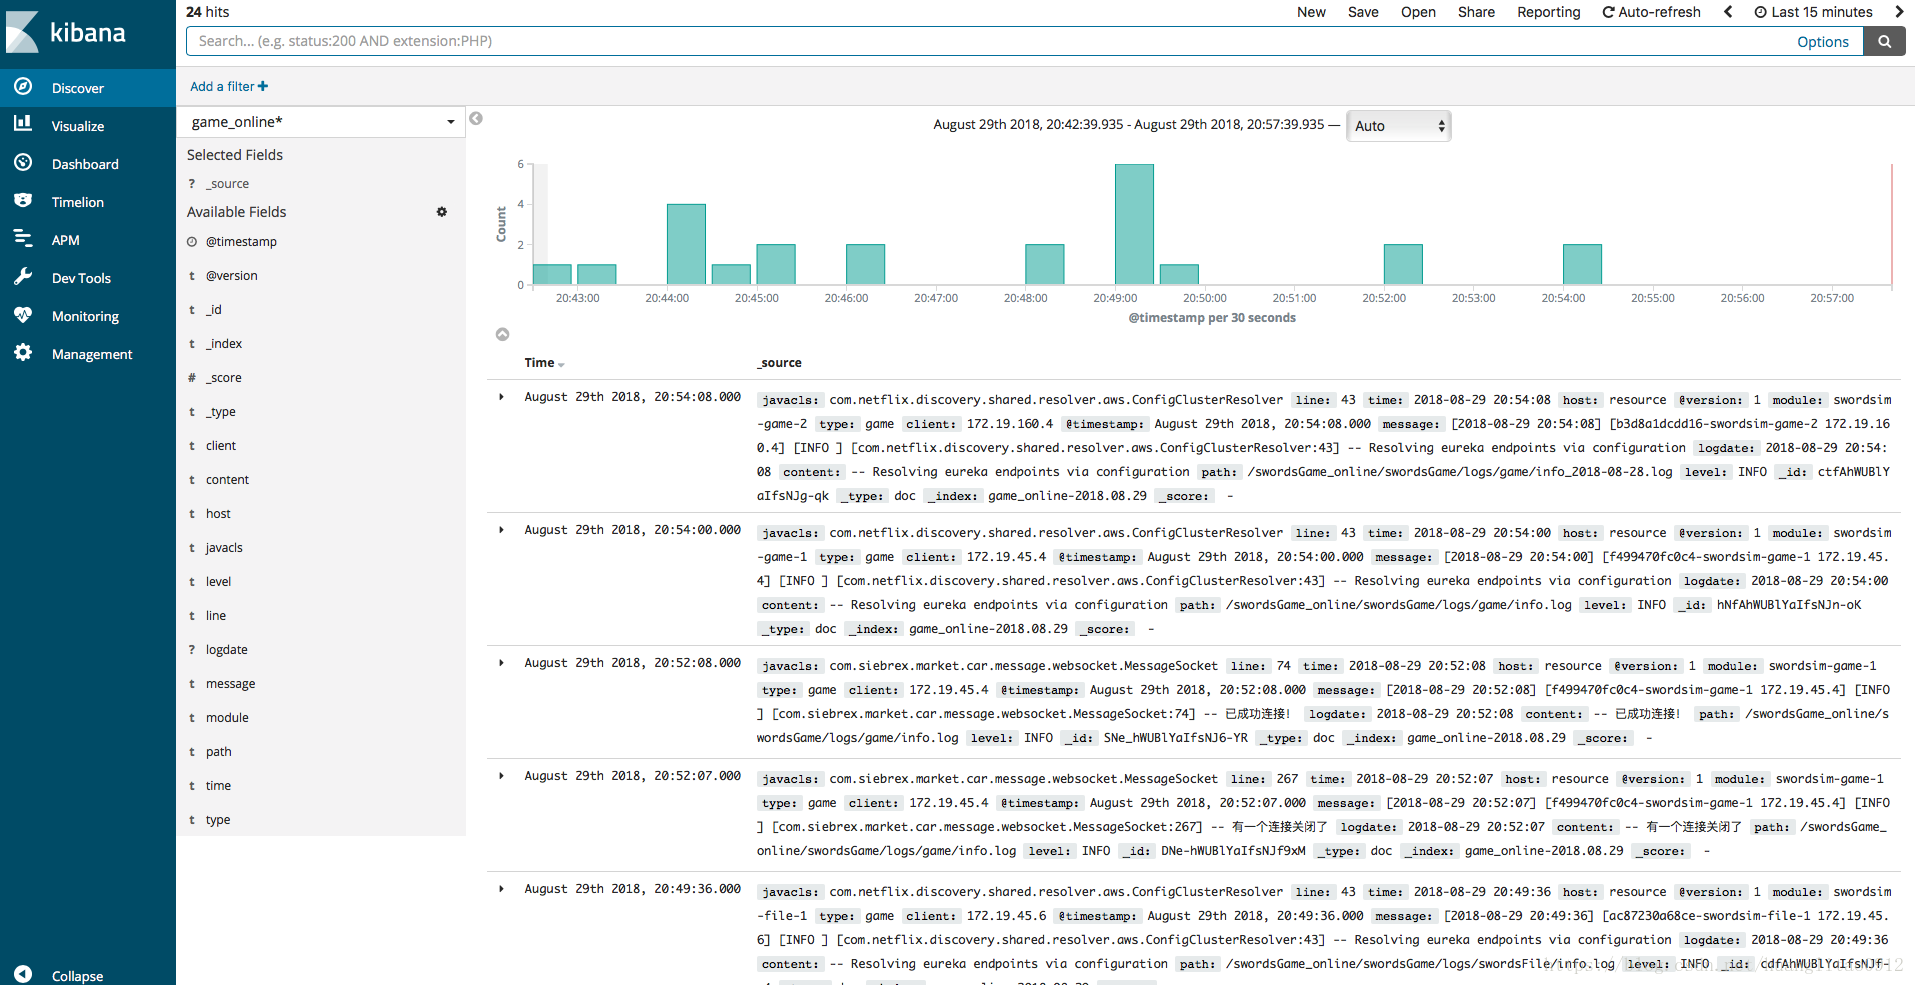 kibana
Discover
Visualize
Dashboard
Timelion
APM
Dev Tools
Monitoring
Management
Collapse
24 hits
New Save Open Share Reporting Auto-refresh Last 15 minutes
Search... (e.g. status:200 AND extension:PHP)
Options
Add a filter
game_online*
Selected Fields
? _source
Available Fields
@timestamp
t @version
t _id
t _index
# _score
t _type
t client
t content
t host
t javacls
t level
t line
? logdate
t message
t module
t path
t time
t type
August 29th 2018, 20:42:39.935 - August 29th 2018, 20:57:39.935 — Auto
Count
6
4
2
0
20:43:00 20:44:00 20:45:00 20:46:00 20:47:00 20:48:00 20:49:00 20:50:00 20:51:00 20:52:00 20:53:00 20:54:00 20:55:00 20:56:00 20:57:00
@timestamp per 30 seconds
Time _source
August 29th 2018, 20:54:08.000
javacls: com.netflix.discovery.shared.resolver.aws.ConfigClusterResolver line: 43 time: 2018-08-29 20:54:08 host: resource @version: 1 module: swordsim
-game-2 type: game client: 172.19.160.4 @timestamp: August 29th 2018, 20:54:08.000 message: [2018-08-29 20:54:08] [b3d8a1dcdd16-swordsim-game-2 172.19.16
0.4] [INFO ] [com.netflix.discovery.shared.resolver.aws.ConfigClusterResolver:43] -- Resolving eureka endpoints via configuration logdate: 2018-08-29 20:54:
08 content: -- Resolving eureka endpoints via configuration path: /swordsGame_online/swordsGame/logs/game/info_2018-08-28.log level: INFO _id: ctfAhWUBlY
aIfsNJg-qk _type: doc _index: game_online-2018.08.29 _score: -
August 29th 2018, 20:54:00.000
javacls: com.netflix.discovery.shared.resolver.aws.ConfigClusterResolver line: 43 time: 2018-08-29 20:54:00 host: resource @version: 1 module: swordsim
-game-1 type: game client: 172.19.45.4 @timestamp: August 29th 2018, 20:54:00.000 message: [2018-08-29 20:54:00] [f499470fc0c4-swordsim-game-1 172.19.45.
4] [INFO ] [com.netflix.discovery.shared.resolver.aws.ConfigClusterResolver:43] -- Resolving eureka endpoints via configuration logdate: 2018-08-29 20:54:00
content: -- Resolving eureka endpoints via configuration path: /swordsGame_online/swordsGame/logs/game/info.log level: INFO _id: hNfAhWUBlYaIfsNJn-oK
_type: doc _index: game_online-2018.08.29 _score: -
August 29th 2018, 20:52:08.000
javacls: com.siebrex.market.car.message.websocket.MessageSocket line: 74 time: 2018-08-29 20:52:08 host: resource @version: 1 module: swordsim-game-1
type: game client: 172.19.45.4 @timestamp: August 29th 2018, 20:52:08.000 message: [2018-08-29 20:52:08] [f499470fc0c4-swordsim-game-1 172.19.45.4] [INFO
] [com.siebrex.market.car.message.websocket.MessageSocket:74] -- 已成功连接! logdate: 2018-08-29 20:52:08 content: -- 已成功连接! path: /swordsGame_online/s
wordsGame/logs/game/info.log level: INFO _id: SNe_hWUBlYaIfsNJ6-YR _type: doc _index: game_online-2018.08.29 _score: -
August 29th 2018, 20:52:07.000
javacls: com.siebrex.market.car.message.websocket.MessageSocket line: 267 time: 2018-08-29 20:52:07 host: resource @version: 1 module: swordsim-game-1
type: game client: 172.19.45.4 @timestamp: August 29th 2018, 20:52:07.000 message: [2018-08-29 20:52:07] [f499470fc0c4-swordsim-game-1 172.19.45.4] [INFO
] [com.siebrex.market.car.message.websocket.MessageSocket:267] -- 有一个连接关闭了 logdate: 2018-08-29 20:52:07 content: -- 有一个连接关闭了 path: /swordsGame_
online/swordsGame/logs/game/info.log level: INFO _id: DNe-hWUBlYaIfsNJf9xM _type: doc _index: game_online-2018.08.29 _score: -
August 29th 2018, 20:49:36.000
javacls: com.netflix.discovery.shared.resolver.aws.ConfigClusterResolver line: 43 time: 2018-08-29 20:49:36 host: resource @version: 1 module: swordsim
-file-1 type: game client: 172.19.45.6 @timestamp: August 29th 2018, 20:49:36.000 message: [2018-08-29 20:49:36] [ac87230a68ce-swordsim-file-1 172.19.45.
6] [INFO ] [com.netflix.discovery.shared.resolver.aws.ConfigClusterResolver:43] -- Resolving eureka endpoints via configuration logdate: 2018-08-29 20:49:36
content: -- Resolving eureka endpoints via configuration path: /swordsGame_online/swordsGame/logs/swordsFile/info.log level: INFO _id: cdfAhWUBlYaIfsNJf-